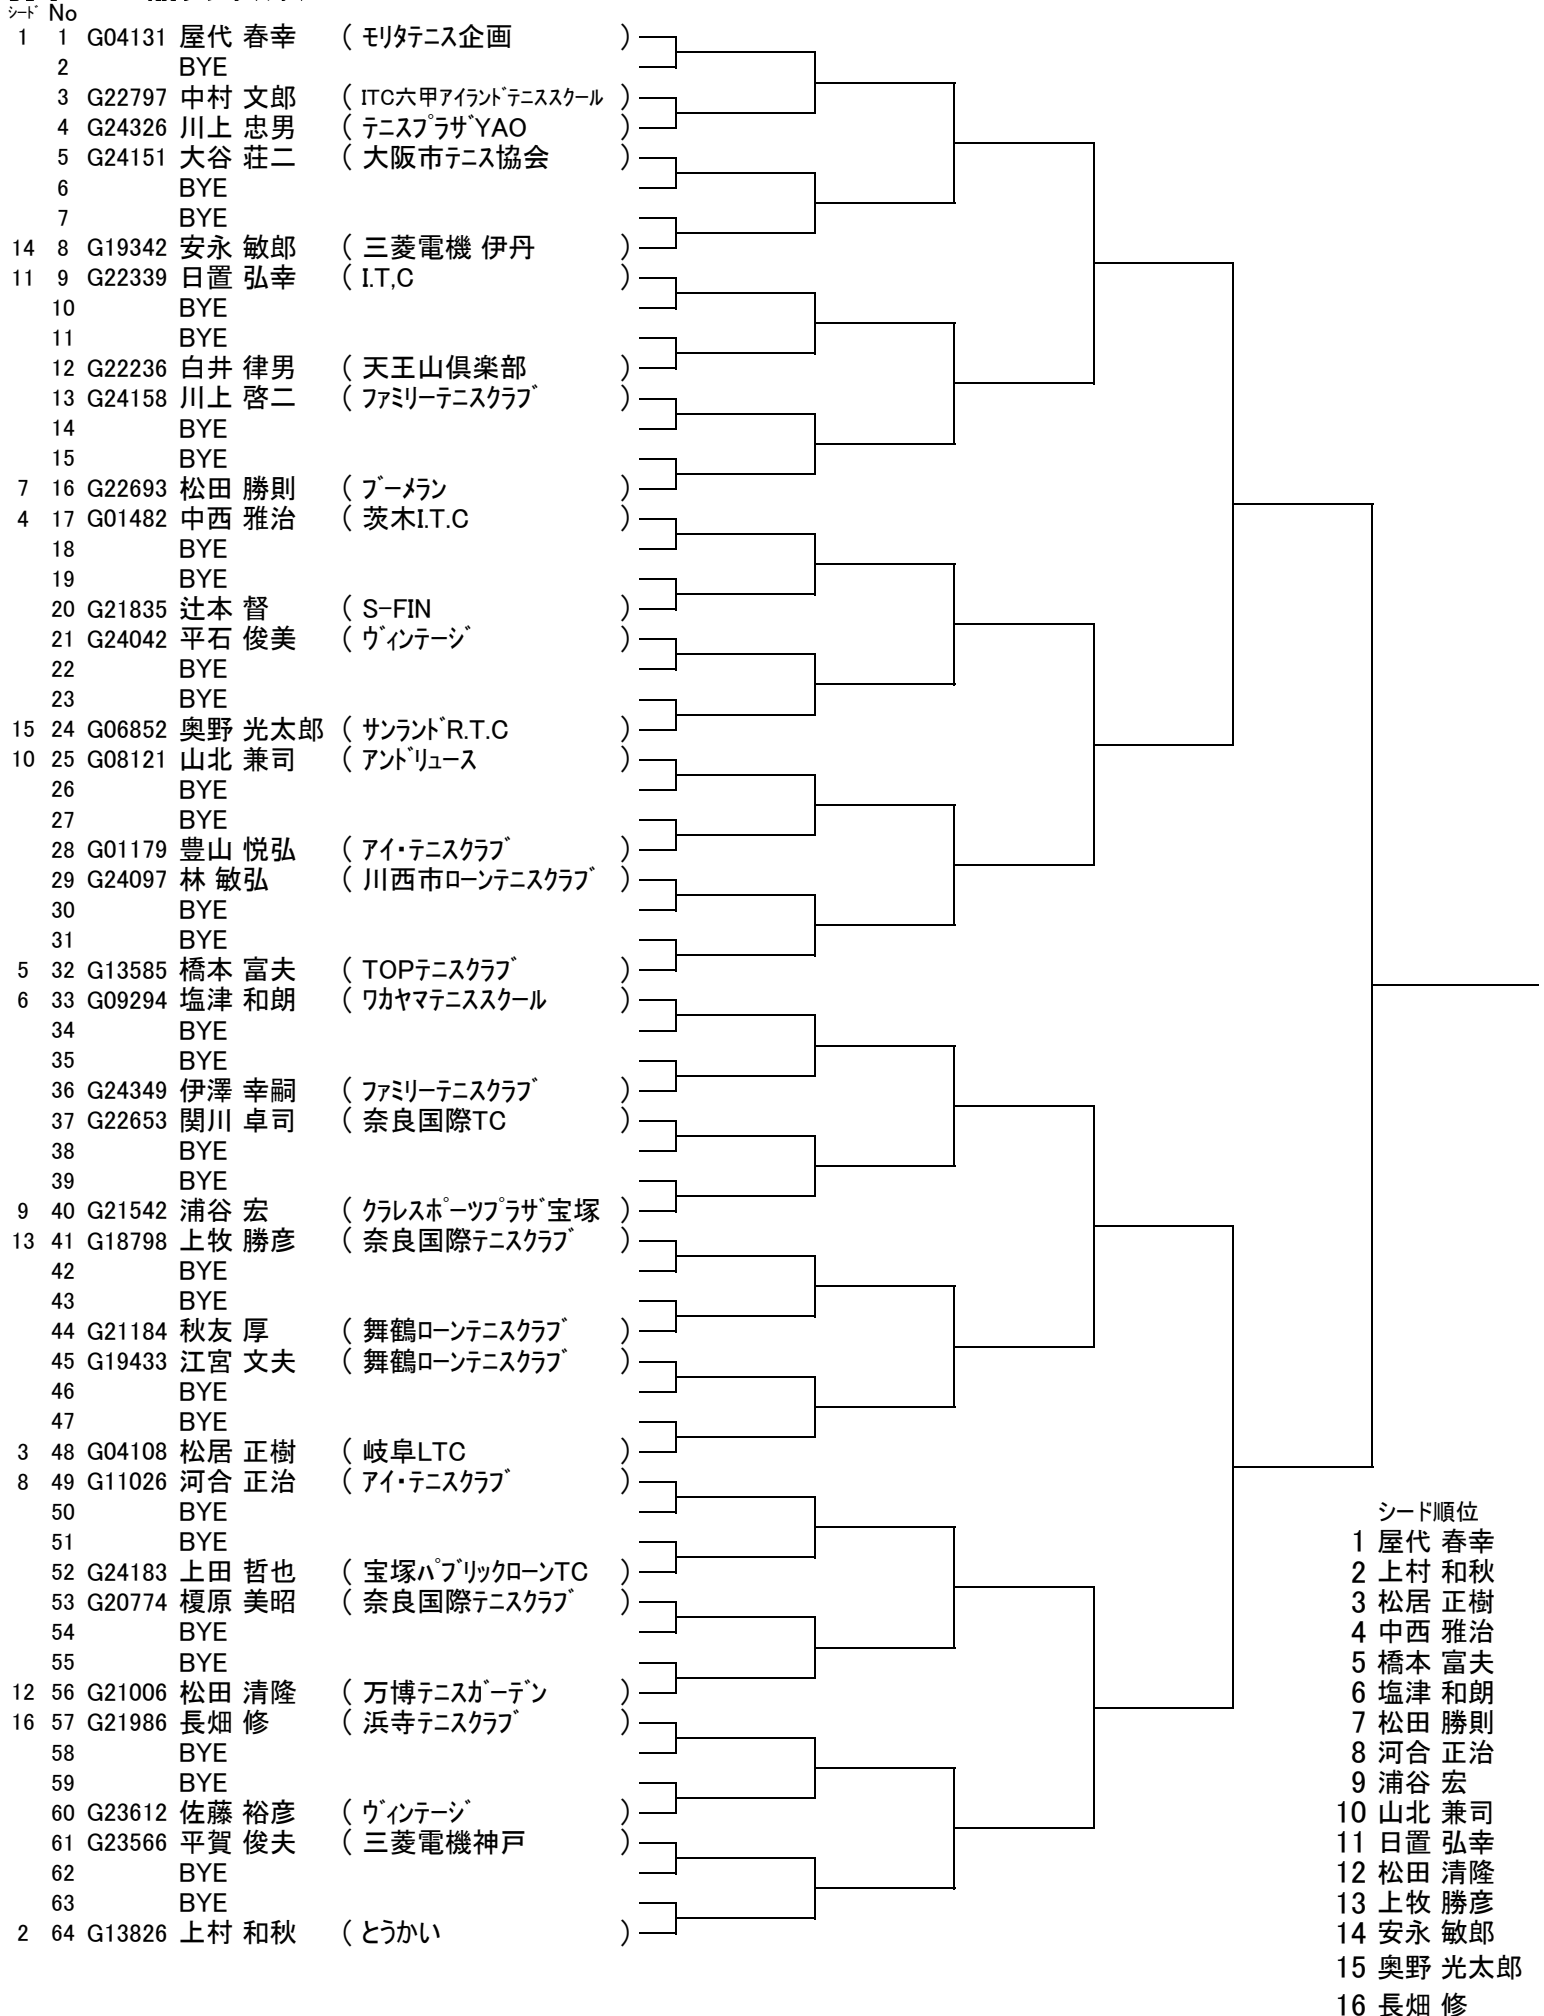 シード No
1 1 G04131 屋代 春幸 ( モリタテニス企画 )
2 BYE
3 G22797 中村 文郎 ( ITC六甲アイランドテニススクール )
4 G24326 川上 忠男 ( テニスプラザYAO )
5 G24151 大谷 荘二 ( 大阪市テニス協会 )
6 BYE
7 BYE
14 8 G19342 安永 敏郎 ( 三菱電機 伊丹 )
11 9 G22339 日置 弘幸 ( I.T,C )
10 BYE
11 BYE
12 G22236 白井 律男 ( 天王山倶楽部 )
13 G24158 川上 啓二 ( ファミリーテニスクラブ )
14 BYE
15 BYE
7 16 G22693 松田 勝則 ( ブーメラン )
4 17 G01482 中西 雅治 ( 茨木I.T.C )
18 BYE
19 BYE
20 G21835 辻本 督 ( S-FIN )
21 G24042 平石 俊美 ( ヴィンテージ )
22 BYE
23 BYE
15 24 G06852 奥野 光太郎 ( サンランドR.T.C )
10 25 G08121 山北 兼司 ( アンドリュース )
26 BYE
27 BYE
28 G01179 豊山 悦弘 ( アイ・テニスクラブ )
29 G24097 林 敏弘 ( 川西市ローンテニスクラブ )
30 BYE
31 BYE
5 32 G13585 橋本 富夫 ( TOPテニスクラブ )
6 33 G09294 塩津 和朗 ( ワカヤマテニススクール )
34 BYE
35 BYE
36 G24349 伊澤 幸嗣 ( ファミリーテニスクラブ )
37 G22653 関川 卓司 ( 奈良国際TC )
38 BYE
39 BYE
9 40 G21542 浦谷 宏 ( クラレスポーツプラザ宝塚 )
13 41 G18798 上牧 勝彦 ( 奈良国際テニスクラブ )
42 BYE
43 BYE
44 G21184 秋友 厚 ( 舞鶴ローンテニスクラブ )
45 G19433 江宮 文夫 ( 舞鶴ローンテニスクラブ )
46 BYE
47 BYE
3 48 G04108 松居 正樹 ( 岐阜LTC )
8 49 G11026 河合 正治 ( アイ・テニスクラブ )
50 BYE
51 BYE
52 G24183 上田 哲也 ( 宝塚パブリックローンTC )
53 G20774 榎原 美昭 ( 奈良国際テニスクラブ )
54 BYE
55 BYE
12 56 G21006 松田 清隆 ( 万博テニスガーデン )
16 57 G21986 長畑 修 ( 浜寺テニスクラブ )
58 BYE
59 BYE
60 G23612 佐藤 裕彦 ( ヴィンテージ )
61 G23566 平賀 俊夫 ( 三菱電機神戸 )
62 BYE
63 BYE
2 64 G13826 上村 和秋 ( とうかい )
シード順位
1 屋代 春幸
2 上村 和秋
3 松居 正樹
4 中西 雅治
5 橋本 富夫
6 塩津 和朗
7 松田 勝則
8 河合 正治
9 浦谷 宏
10 山北 兼司
11 日置 弘幸
12 松田 清隆
13 上牧 勝彦
14 安永 敏郎
15 奥野 光太郎
16 長畑 修